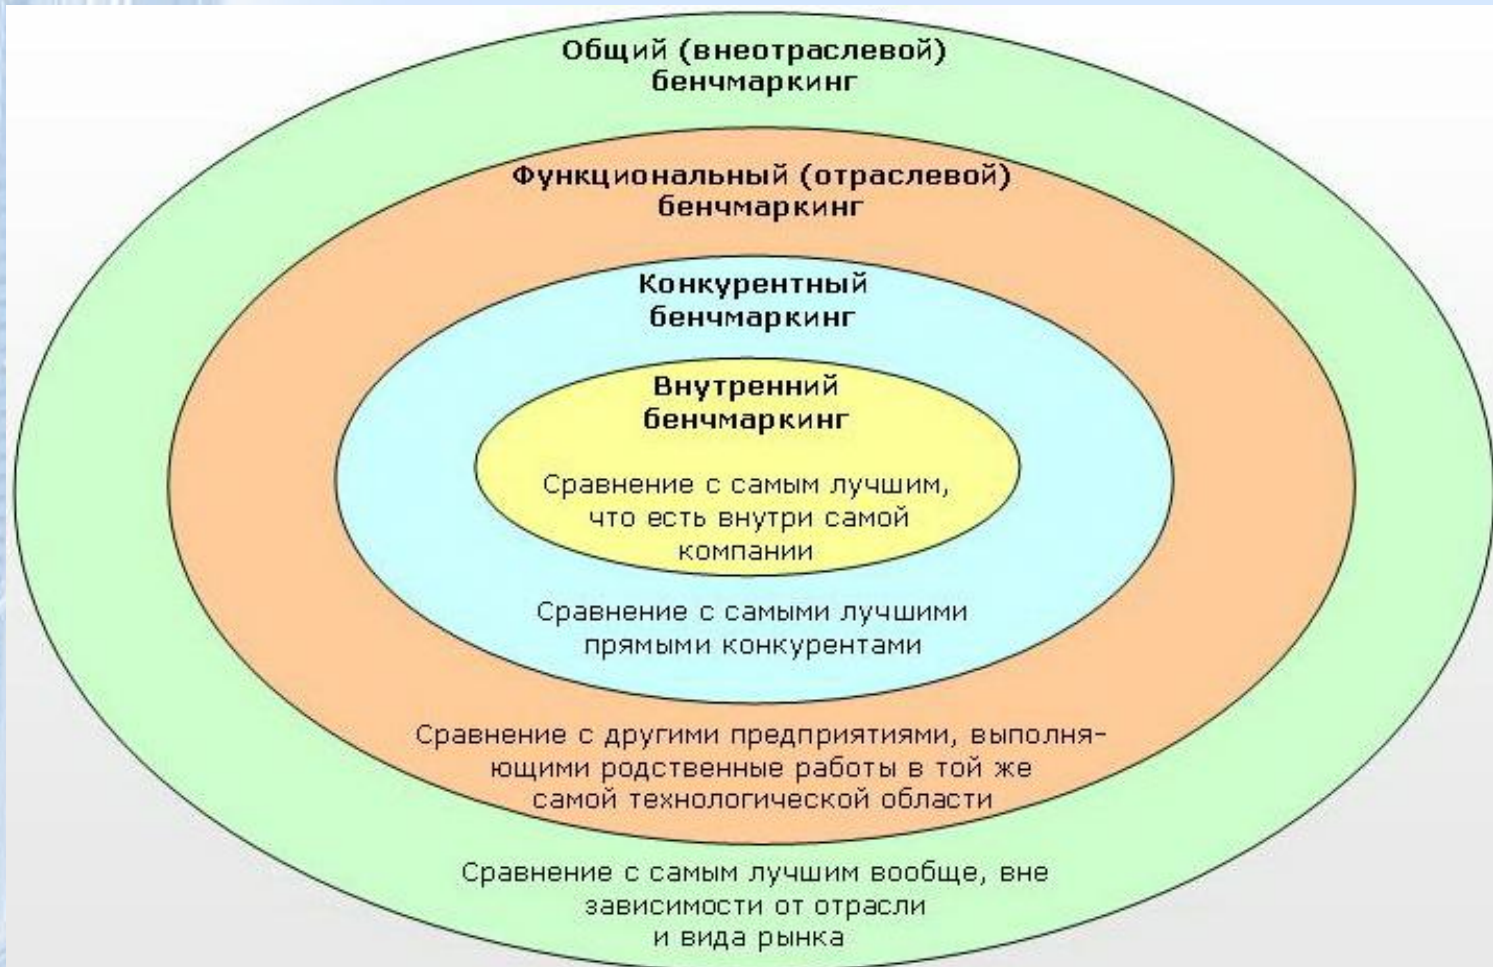 Общий (внеотраслевой)
бенчмаркинг
Функциональный (отраслевой)
бенчмаркинг
Конкурентный
бенчмаркинг
Внутренний
бенчмаркинг
Сравнение с самым лучшим,
что есть внутри самой
компании
Сравнение с самыми лучшими
прямыми конкурентами
Сравнение с другими предприятиями, выполня-
ющими родственные работы в той же
самой технологической области
Сравнение с самым лучшим вообще, вне
зависимости от отрасли
и вида рынка